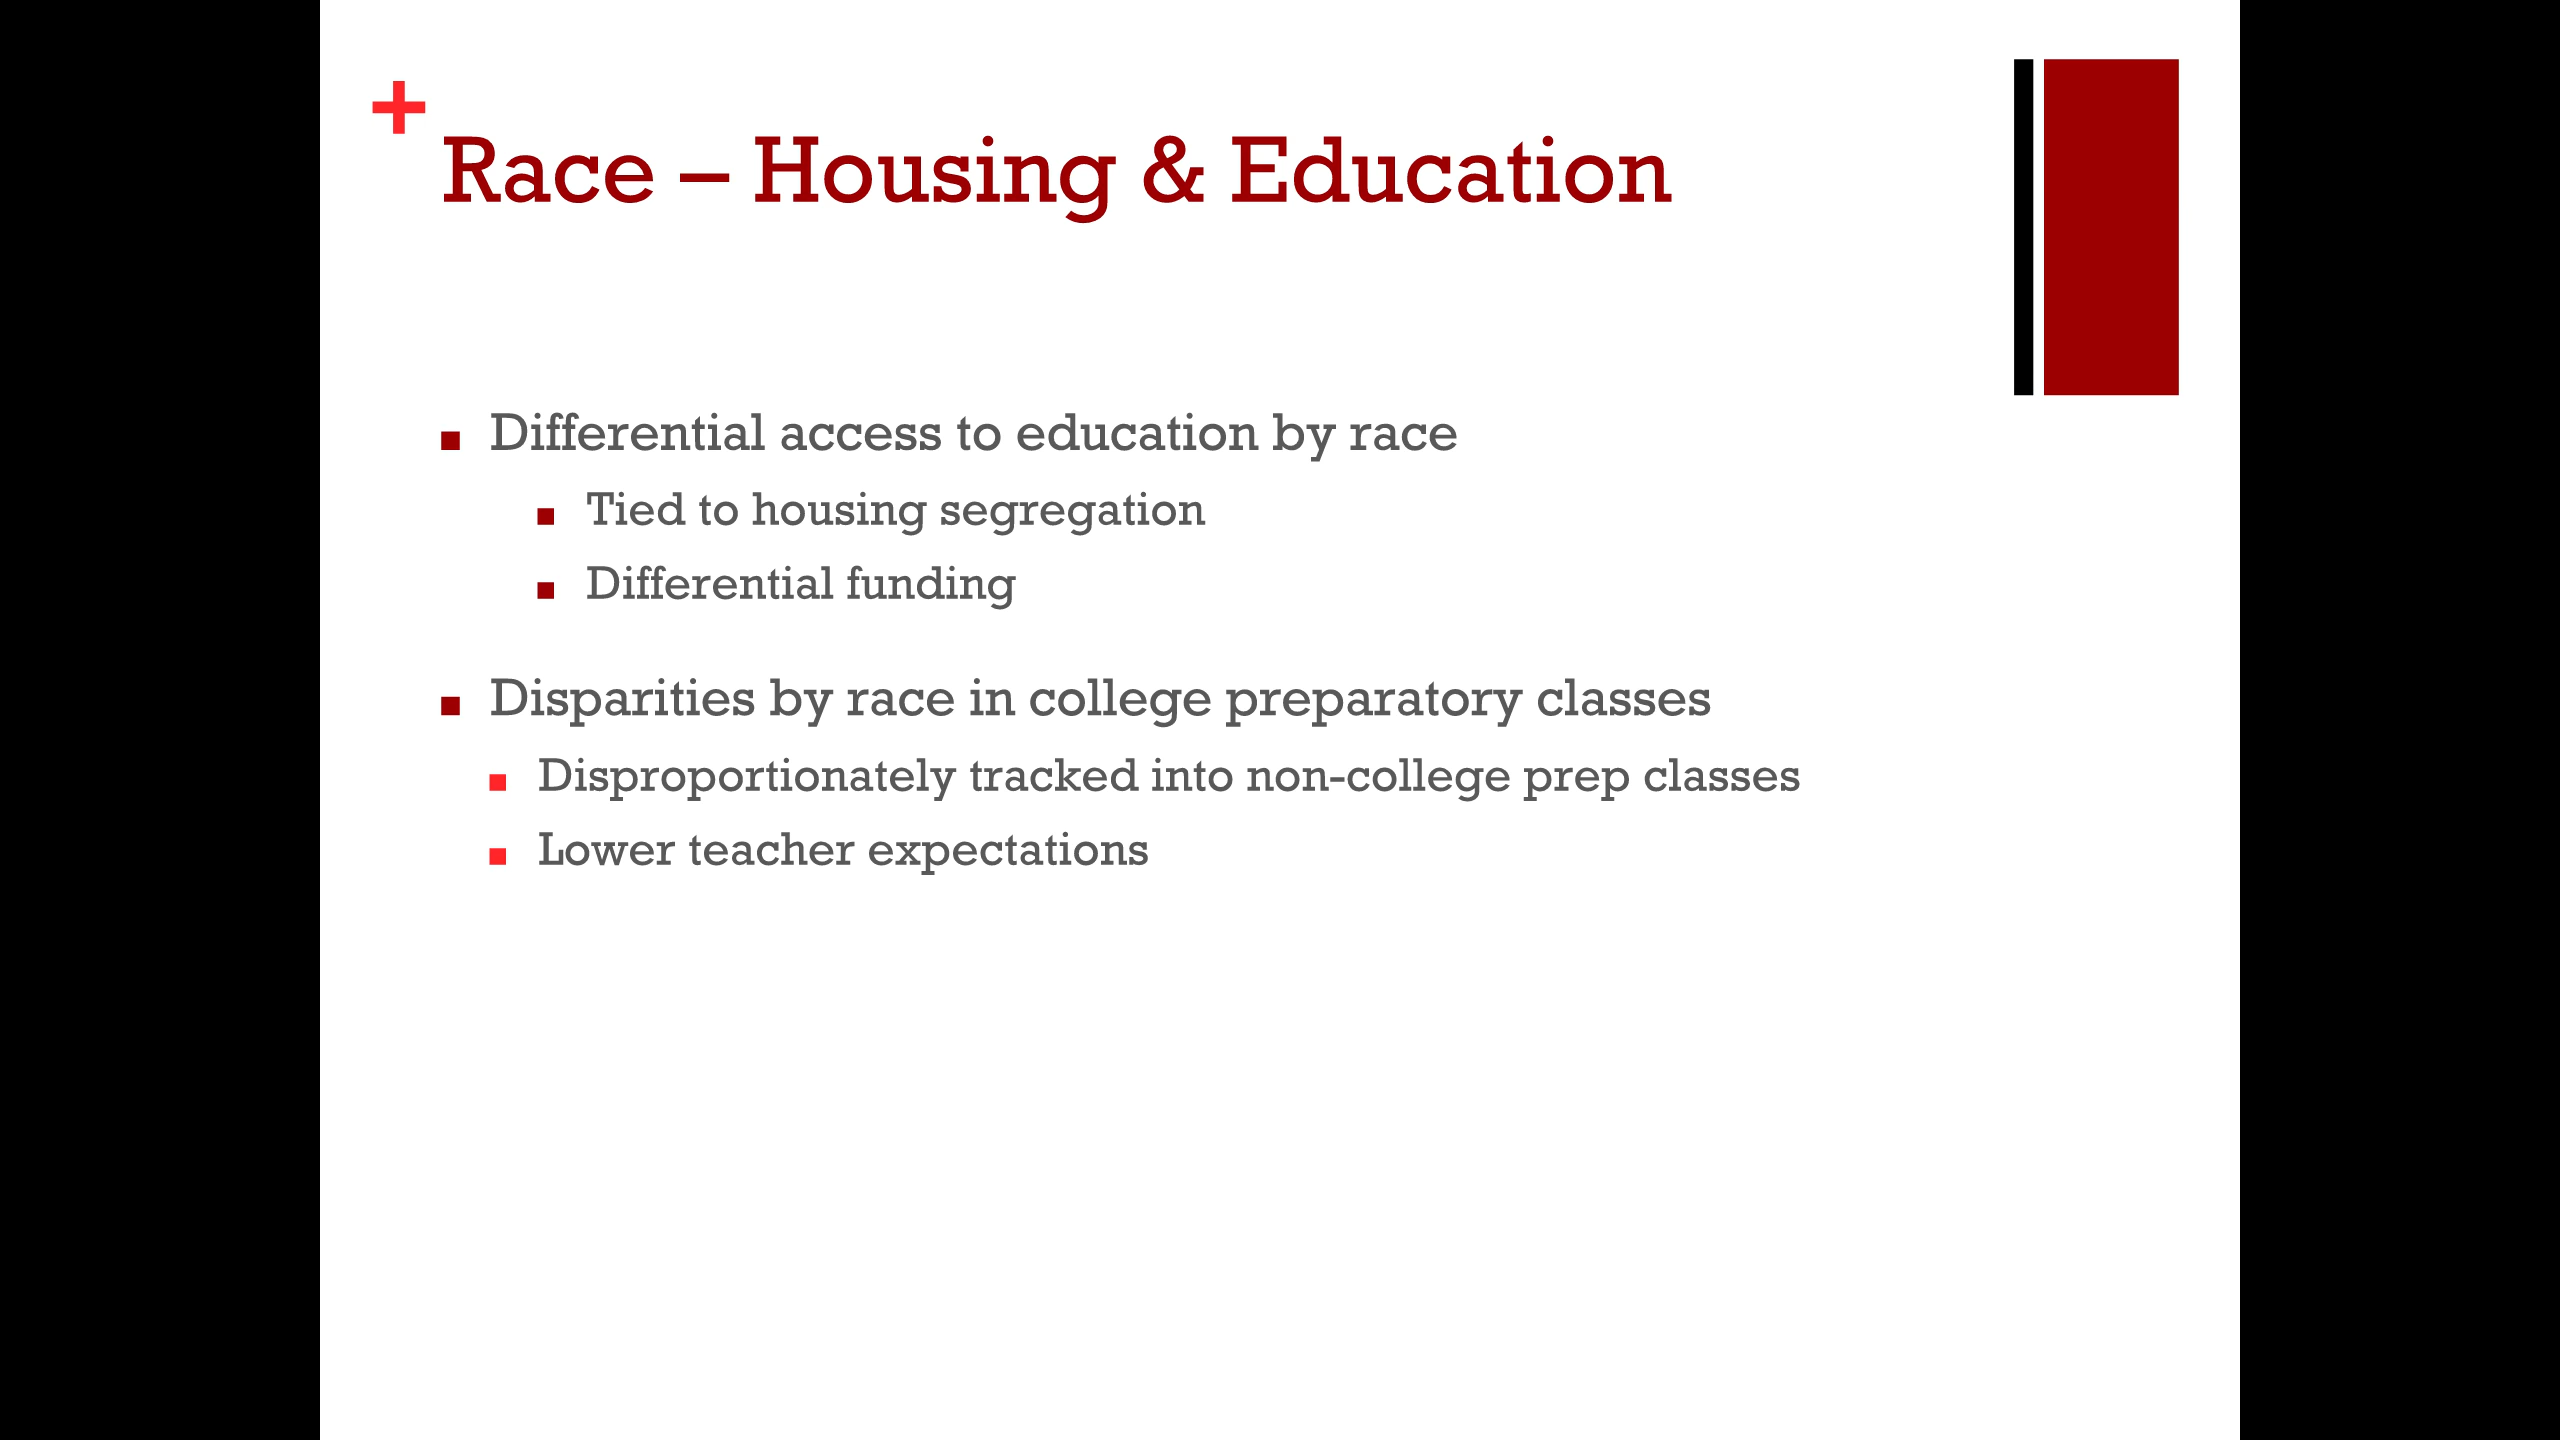 +
Race – Housing & Education
■ Differential access to education by race
■ Tied to housing segregation
■ Differential funding
■ Disparities by race in college preparatory classes
■ Disproportionately tracked into non-college prep classes
■ Lower teacher expectations